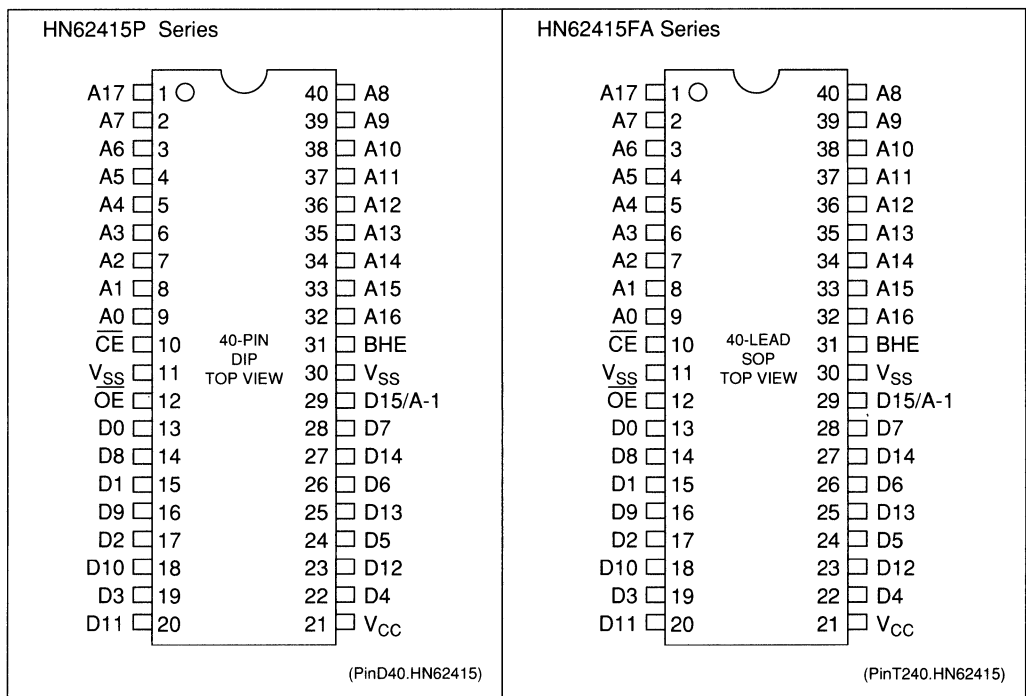 HN62415P Series
A17 1 40 A8
A7 2 39 A9
A6 3 38 A10
A5 4 37 A11
A4 5 36 A12
A3 6 35 A13
A2 7 34 A14
A1 8 33 A15
A0 9 32 A16
C̅E̅ 10 40-PIN 31 BHE
DIP
VSS 11 TOP VIEW 30 VSS
O̅E̅ 12 29 D15/A-1
D0 13 28 D7
D8 14 27 D14
D1 15 26 D6
D9 16 25 D13
D2 17 24 D5
D10 18 23 D12
D3 19 22 D4
D11 20 21 VCC
(PinD40.HN62415)
HN62415FA Series
A17 1 40 A8
A7 2 39 A9
A6 3 38 A10
A5 4 37 A11
A4 5 36 A12
A3 6 35 A13
A2 7 34 A14
A1 8 33 A15
A0 9 32 A16
C̅E̅ 10 40-LEAD 31 BHE
SOP
VSS 11 TOP VIEW 30 VSS
O̅E̅ 12 29 D15/A-1
D0 13 28 D7
D8 14 27 D14
D1 15 26 D6
D9 16 25 D13
D2 17 24 D5
D10 18 23 D12
D3 19 22 D4
D11 20 21 VCC
(PinT240.HN62415)